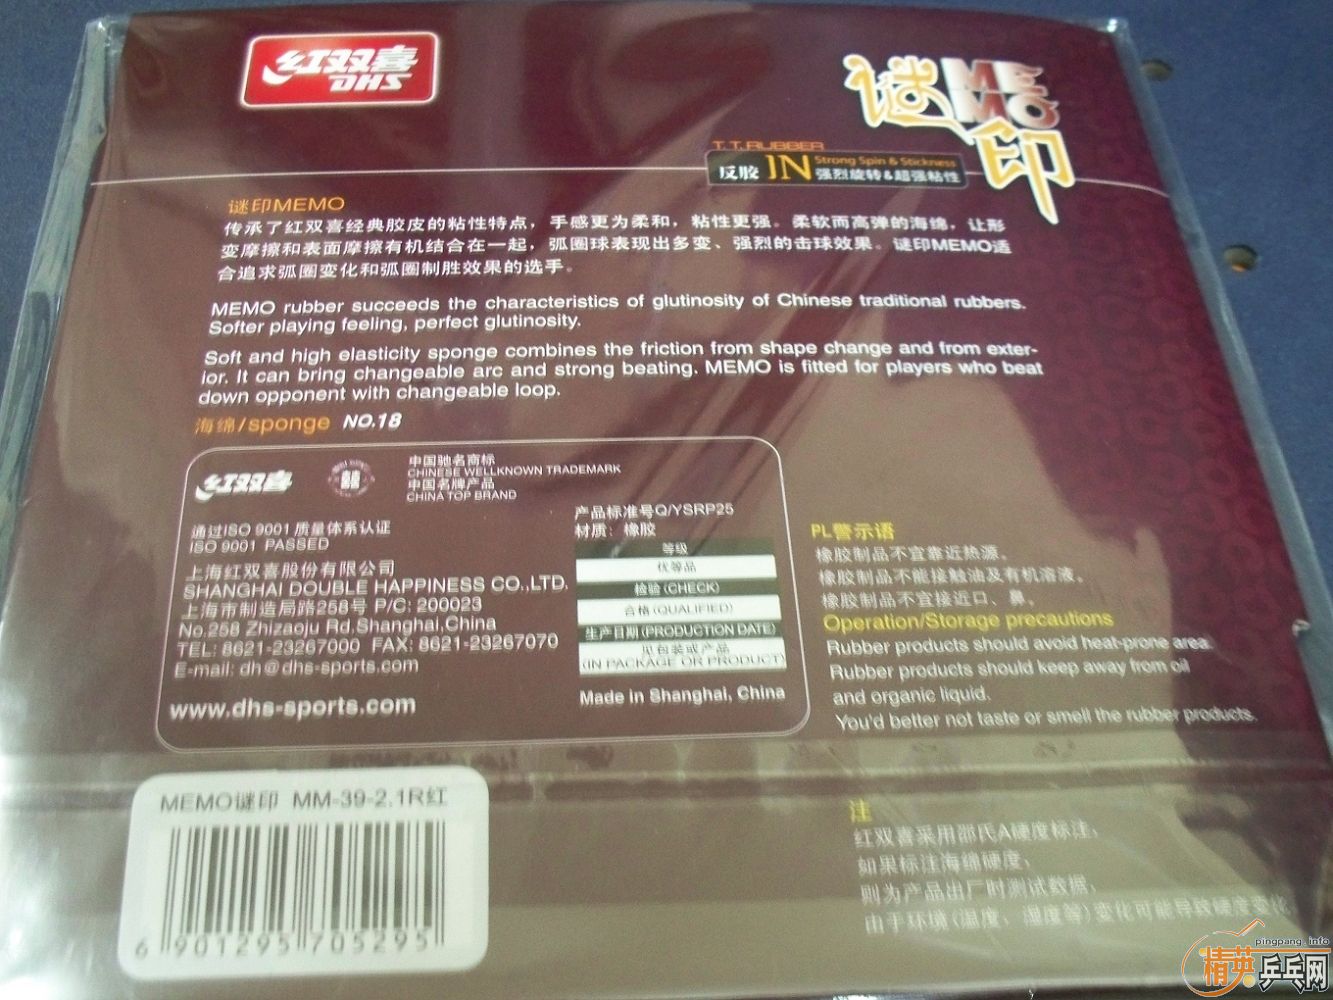 红双喜
DHS
谜印
MEMO
T.T.RUBBER
反胶 IN Strong Spin & Stickness
强烈旋转&超强粘性
谜印MEMO
传承了红双喜经典胶皮的粘性特点，手感更为柔和，粘性更强。柔软而高弹的海绵，让形
变摩擦和表面摩擦有机结合在一起，弧圈球表现出多变、强烈的击球效果。谜印MEMO适
合追求弧圈变化和弧圈制胜效果的选手。
MEMO rubber succeeds the characteristics of glutinosity of Chinese traditional rubbers.
Softer playing feeling, perfect glutinosity.
Soft and high elasticity sponge combines the friction from shape change and from exter-
ior. It can bring changeable arc and strong beating. MEMO is fitted for players who beat
down opponent with changeable loop.
海绵/sponge NO.18
红双喜
中国驰名商标
CHINESE WELLKNOWN TRADEMARK
中国名牌产品
CHINA TOP BRAND
通过ISO 9001 质量体系认证
ISO 9001 PASSED
上海红双喜股份有限公司
SHANGHAI DOUBLE HAPPINESS CO.,LTD.
上海市制造局路258号 P/C: 200023
No.258 Zhizaoju Rd,Shanghai,China
TEL: 8621-23267000 FAX: 8621-23267070
E-mail: dh@dhs-sports.com
www.dhs-sports.com
产品标准号Q/YSRP25
材质：橡胶
等级
优等品
检验(CHECK)
合格(QUALIFIED)
生产日期(PRODUCTION DATE)
见包装或产品
(IN PACKAGE OR PRODUCT)
Made in Shanghai, China
PL警示语
橡胶制品不宜靠近热源。
橡胶制品不能接触油及有机溶液。
橡胶制品不宜接近口、鼻。
Operation/Storage precautions
Rubber products should avoid heat-prone area.
Rubber products should keep away from oil
and organic liquid.
You'd better not taste or smell the rubber products.
MEMO谜印 MM-39-2.1R红
6 901295 705295
注
红双喜采用邵氏A硬度标注，
如果标注海绵硬度，
则为产品出厂时测试数据，
由于环境(温度、湿度等)变化可能导致硬度变化
pingpang.info
精英乒乓网